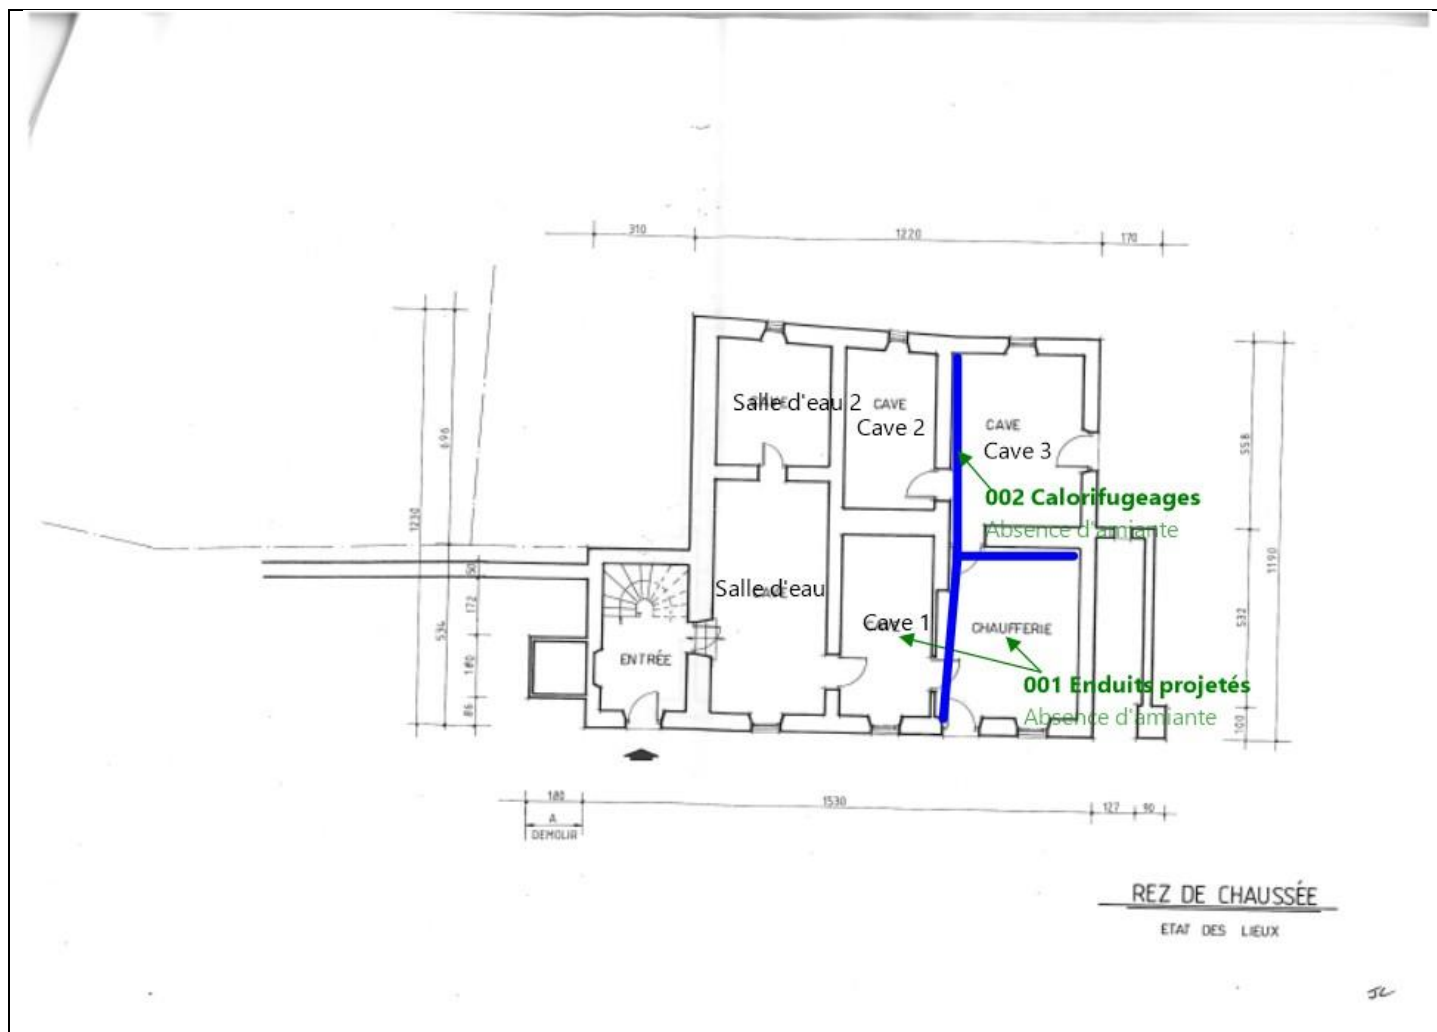 310
1220
170
696
1230
534
50
172
180
86
558
1190
532
100
Salle d'eau 2
CAVE
Cave 2
CAVE
Cave 3
002 Calorifugeages
Absence d'amiante
Salle d'eau
Cave 1
CHAUFFERIE
ENTRÉE
001 Enduits projetés
Absence d'amiante
180
A
DEMOLIR
1530
127
90
REZ DE CHAUSSÉE
ETAT DES LIEUX
JL